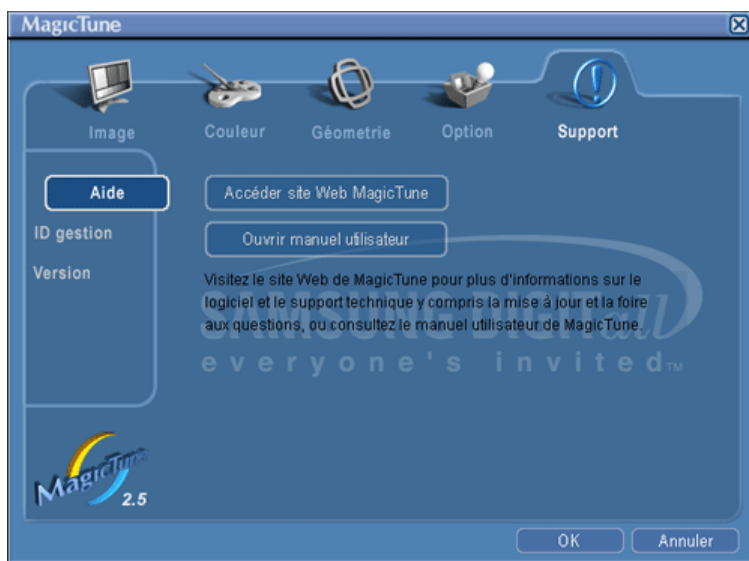 MagicTune
Image
Couleur
Géometrie
Option
Support
Aide
ID gestion
Version
Accéder site Web MagicTune
Ouvrir manuel utilisateur
Visitez le site Web de MagicTune pour plus d'informations sur le
logiciel et le support technique y compris la mise à jour et la foire
aux questions, ou consultez le manuel utilisateur de MagicTune.
SAMSUNG DIGITall
everyone's invited™
MagicTune
2.5
OK
Annuler